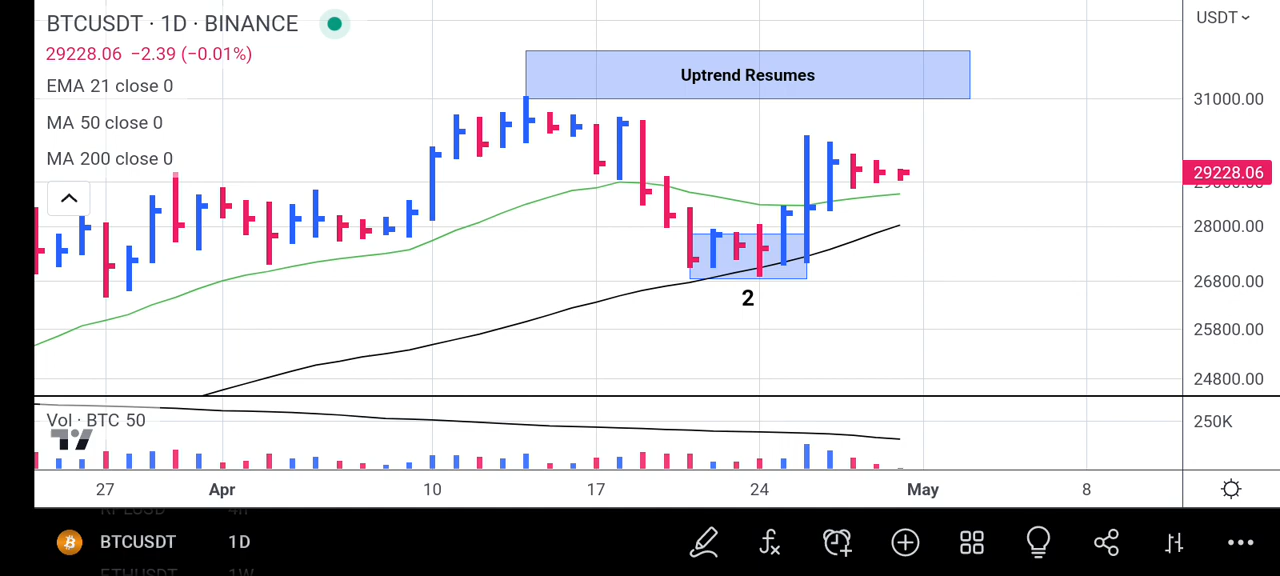 BTCUSDT · 1D · BINANCE
USDT
29228.06 −2.39 (−0.01%)
EMA 21 close 0
MA 50 close 0
MA 200 close 0
Uptrend Resumes
31000.00
29228.06
28000.00
26800.00
2
25800.00
24800.00
Vol · BTC 50
250K
27 Apr 10 17 24 May 8
BTCUSDT 1D
ETHUSDT 1W